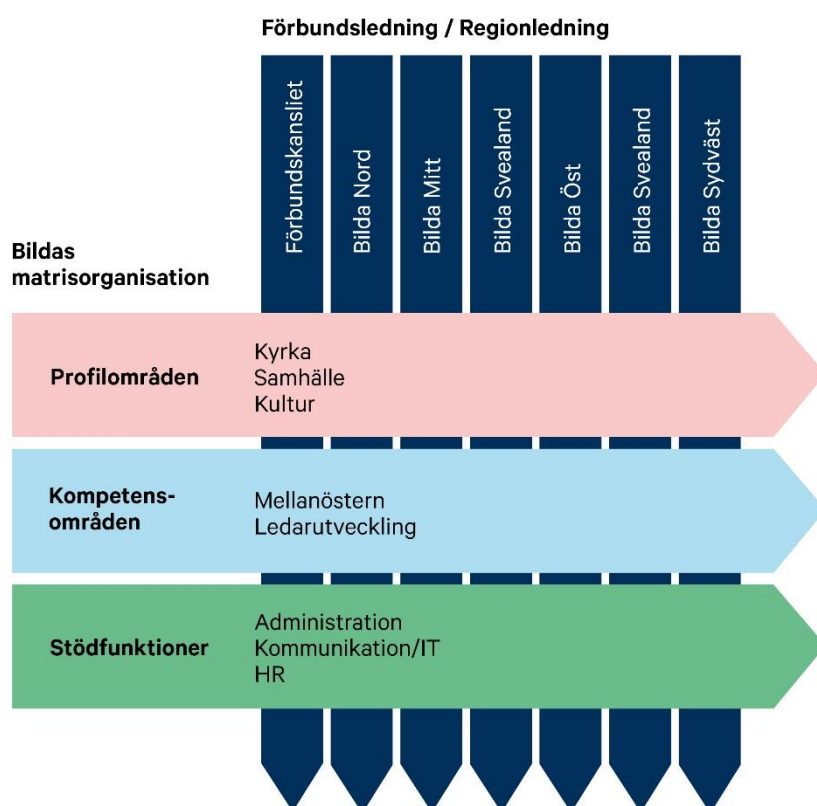 Förbundsledning / Regionledning
Förbundskansliet
Bilda Nord
Bilda Mitt
Bilda Svealand
Bilda Öst
Bilda Svealand
Bilda Sydväst
Bildas
matrisorganisation
Profilområden
Kyrka
Samhälle
Kultur
Kompetens-
områden
Mellanöstern
Ledarutveckling
Stödfunktioner
Administration
Kommunikation/IT
HR